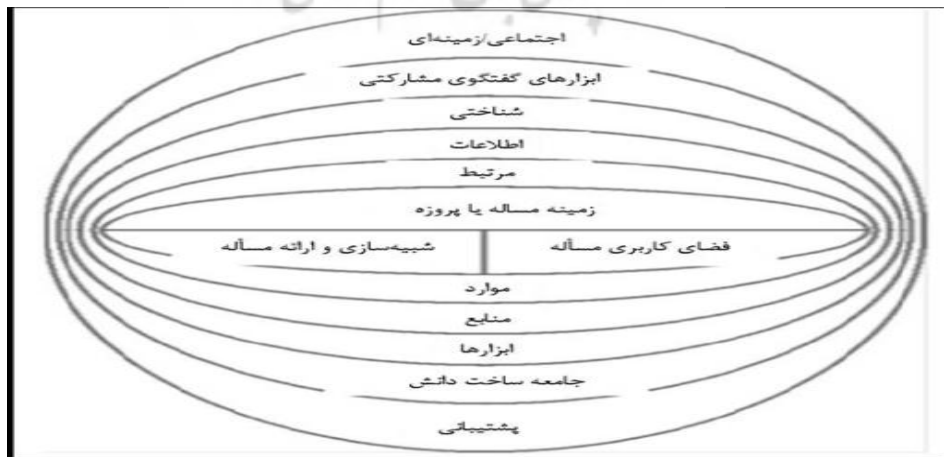 اجتماعی/زمینه‌ای
ابزارهای گفتگوی مشارکتی
شناختی
اطلاعات
مرتبط
زمینه مساله یا پروژه
فضای کاربری مسأله
شبیه‌سازی و ارائه مسأله
موارد
منابع
ابزارها
جامعه ساخت دانش
پشتیبانی